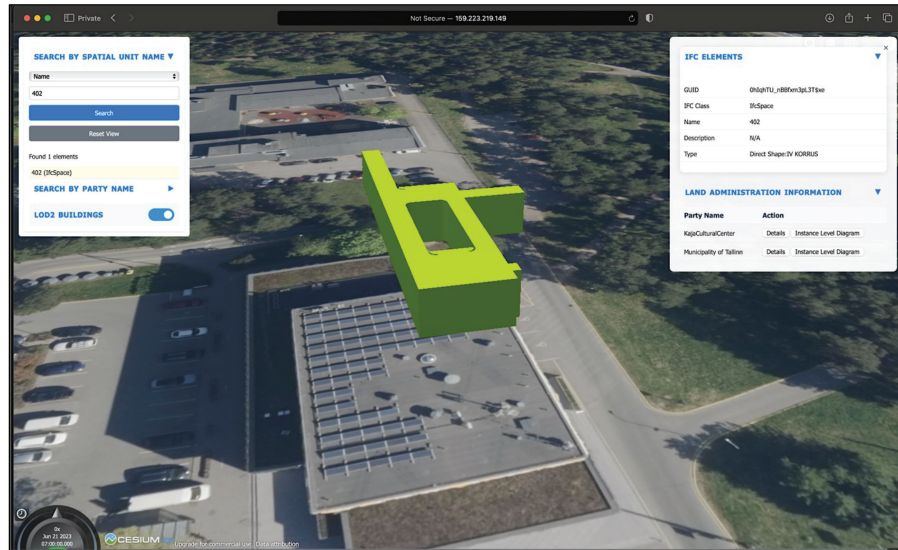 Private
Not Secure — 159.223.219.149
SEARCH BY SPATIAL UNIT NAME ▼
Name
402
Search
Reset View
Found 1 elements
402 (IfcSpace)
SEARCH BY PARTY NAME ►
LOD2 BUILDINGS
IFC ELEMENTS ▼
GUID 0hIqhTU_nBBfxm3pL3T$xe
IFC Class IfcSpace
Name 402
Description N/A
Type Direct Shape:IV KORRUS
LAND ADMINISTRATION INFORMATION ▼
Party Name Action
KajaCulturalCenter Details Instance Level Diagram
Municipality of Tallinn Details Instance Level Diagram
0x
Jun 21 2023
07:00:00.000
CESIUM
Upgrade for commercial use. Data attribution